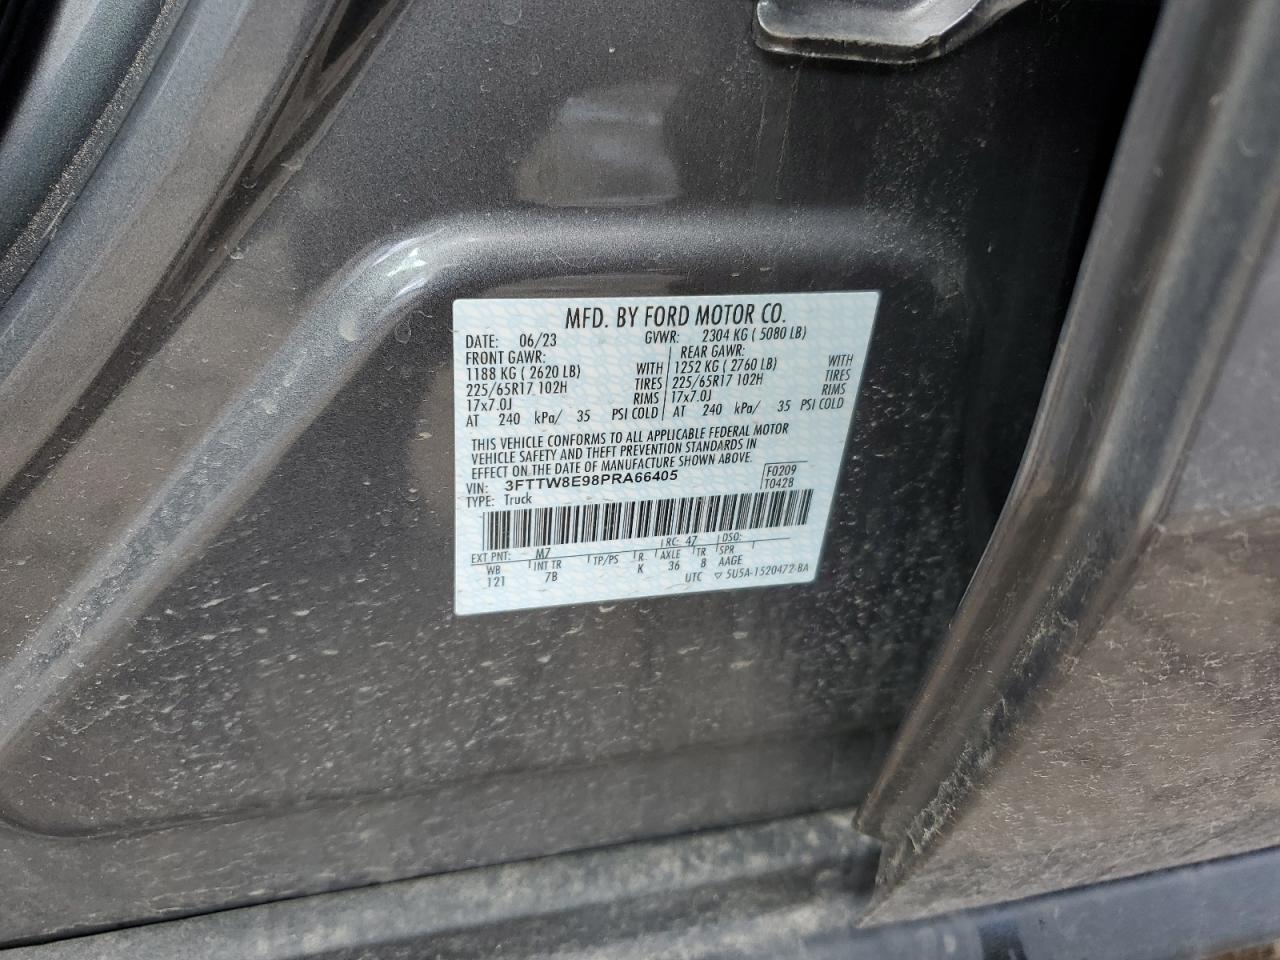 MFD. BY FORD MOTOR CO.
DATE: 06/23 GVWR: 2304 KG ( 5080 LB)
FRONT GAWR: REAR GAWR:
1188 KG ( 2620 LB) WITH 1252 KG ( 2760 LB) WITH
225/65R17 102H TIRES 225/65R17 102H TIRES
17x7.0J RIMS 17x7.0J RIMS
AT 240 kPa/ 35 PSI COLD AT 240 kPa/ 35 PSI COLD
THIS VEHICLE CONFORMS TO ALL APPLICABLE FEDERAL MOTOR
VEHICLE SAFETY AND THEFT PREVENTION STANDARDS IN
EFFECT ON THE DATE OF MANUFACTURE SHOWN ABOVE.
VIN: 3FTTW8E98PRA66405 F0209
TYPE: Truck T0428
EXT PNT: M7 RC: 47 DSO:
WB INT TR TP/PS R AXLE TR SPR
121 7B K 36 8 AAGE
UTC ▽ 5U5A-1520472-BA